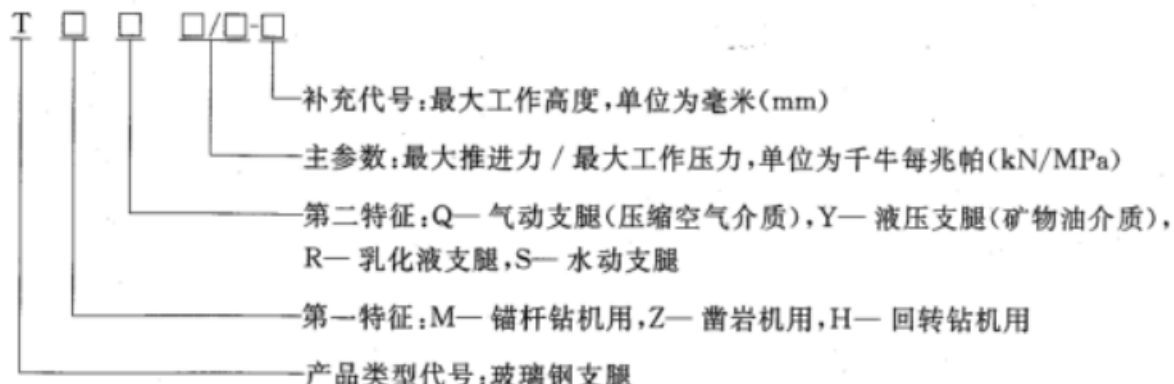 T □ □ □/□-□
补充代号:最大工作高度,单位为毫米(mm)
主参数:最大推进力/最大工作压力,单位为千牛每兆帕(kN/MPa)
第二特征:Q—气动支腿(压缩空气介质),Y—液压支腿(矿物油介质),
R—乳化液支腿,S—水动支腿
第一特征:M—锚杆钻机用,Z—凿岩机用,H—回转钻机用
产品类型代号:玻璃钢支腿